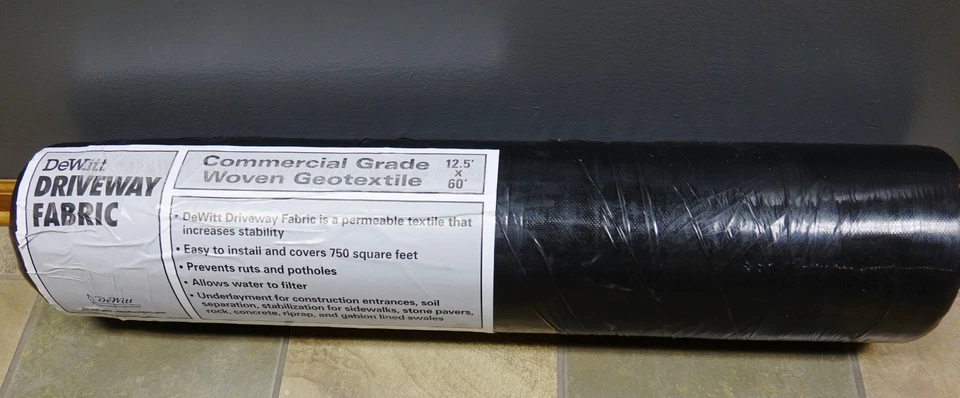 DeWitt
DRIVEWAY
FABRIC
Commercial Grade
Woven Geotextile
12.5'
x
60'
• DeWitt Driveway Fabric is a permeable textile that
increases stability
• Easy to install and covers 750 square feet
• Prevents ruts and potholes
• Allows water to filter
• Underlayment for construction entrances, soil
separation, stabilization for sidewalks, stone pavers,
rock, concrete, riprap, and gabion lined swales
DeWitt